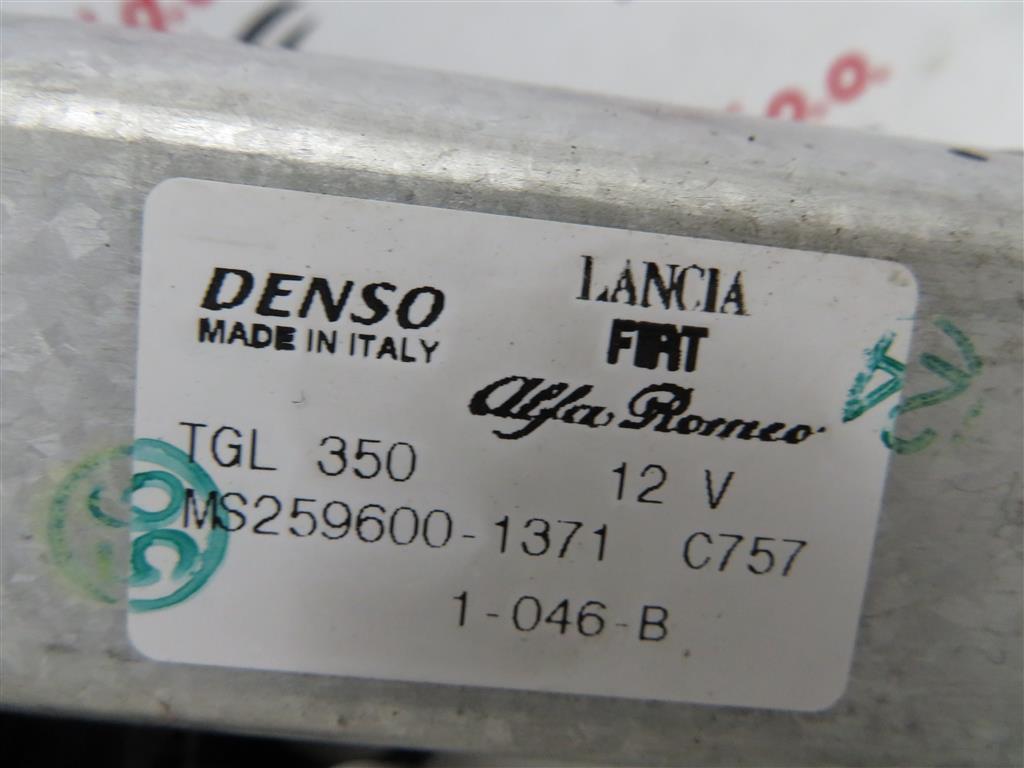 DENSO
MADE IN ITALY
LANCIA
FIAT
Alfa Romeo
TGL 350
12 V
MS259600-1371 C757
1-046-B